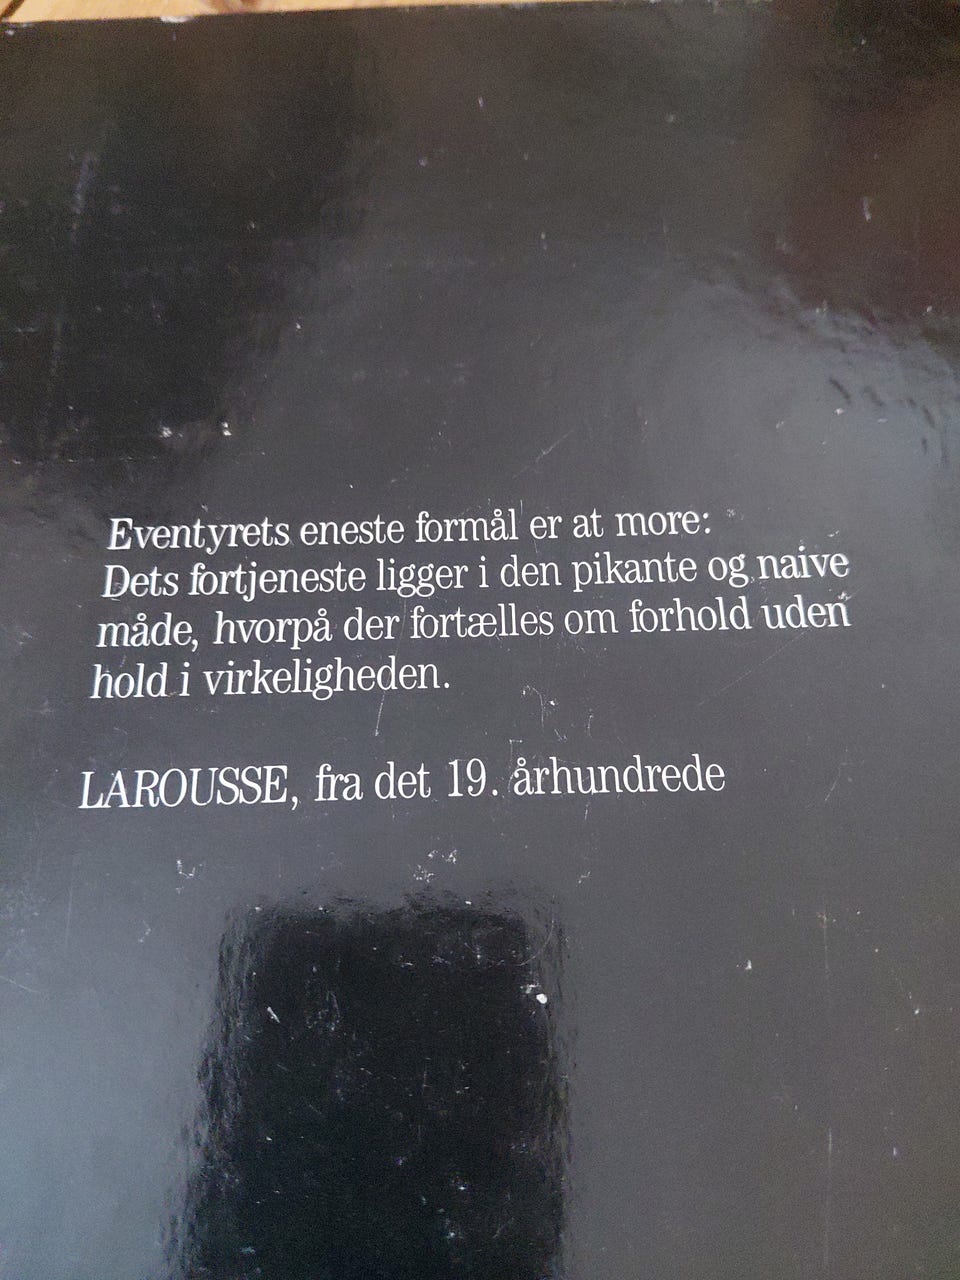 Eventyrets eneste formål er at more:
Dets fortjeneste ligger i den pikante og naive
måde, hvorpå der fortælles om forhold uden
hold i virkeligheden.
LAROUSSE, fra det 19. århundrede